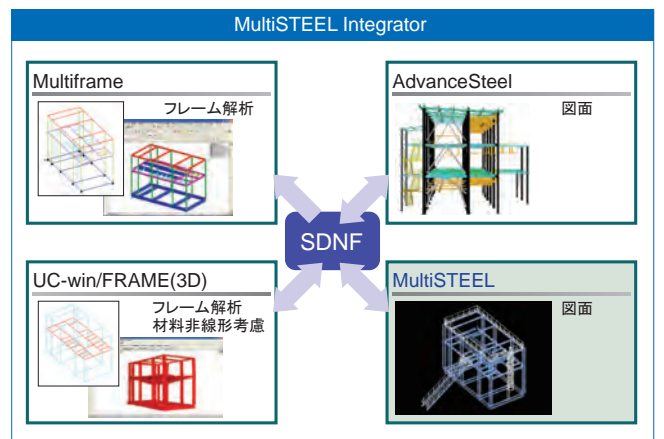 MultiSTEEL Integrator
Multiframe
フレーム解析
AdvanceSteel
図面
SDNF
UC-win/FRAME(3D)
フレーム解析
材料非線形考慮
MultiSTEEL
図面